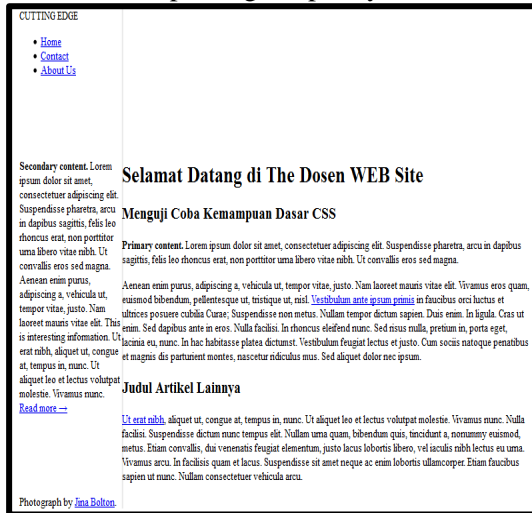 CUTTING EDGE
Home
Contact
About Us
Secondary content. Lorem
ipsum dolor sit amet,
consectetuer adipiscing elit.
Suspendisse pharetra, arcu
in dapibus sagittis, felis leo
rhoncus erat, non porttitor
urna libero vitae nibh. Ut
convallis eros sed magna.
Aenean enim purus,
adipiscing a, vehicula ut,
tempor vitae, justo. Nam
laoreet mauris vitae elit. This
is interesting information. Ut
erat nibh, aliquet ut, congue
at, tempus in, nunc. Ut
aliquet leo et lectus volutpat
molestie. Vivamus nunc.
Read more →
Selamat Datang di The Dosen WEB Site
Menguji Coba Kemampuan Dasar CSS
Primary content. Lorem ipsum dolor sit amet, consectetuer adipiscing elit. Suspendisse pharetra, arcu in dapibus
sagittis, felis leo rhoncus erat, non porttitor urna libero vitae nibh. Ut convallis eros sed magna.
Aenean enim purus, adipiscing a, vehicula ut, tempor vitae, justo. Nam laoreet mauris vitae elit. Vivamus eros quam,
euismod bibendum, pellentesque ut, tristique ut, nisl. Vestibulum ante ipsum primis in faucibus orci luctus et
ultrices posuere cubilia Curae; Suspendisse non metus. Nullam tempor dictum sapien. Duis enim. In ligula. Cras ut
enim. Sed dapibus ante in eros. Nulla facilisi. In rhoncus eleifend nunc. Sed risus nulla, pretium in, porta eget,
lacinia eu, nunc. In hac habitasse platea dictumst. Vestibulum feugiat lectus et justo. Cum sociis natoque penatibus
et magnis dis parturient montes, nascetur ridiculus mus. Sed aliquet dolor nec ipsum.
Judul Artikel Lainnya
Ut erat nibh, aliquet ut, congue at, tempus in, nunc. Ut aliquet leo et lectus volutpat molestie. Vivamus nunc. Nulla
facilisi. Suspendisse dictum nunc tempus elit. Nullam urna quam, bibendum quis, tincidunt a, nonummy euismod,
metus. Etiam convallis, dui venenatis feugiat elementum, justo lacus lobortis libero, vel iaculis nibh lectus eu urna.
Vivamus arcu. In facilisis quam et lacus. Suspendisse sit amet neque ac enim lobortis ullamcorper. Etiam faucibus
sapien ut nunc. Nullam consectetuer vehicula arcu.
Photograph by Jina Bolton.